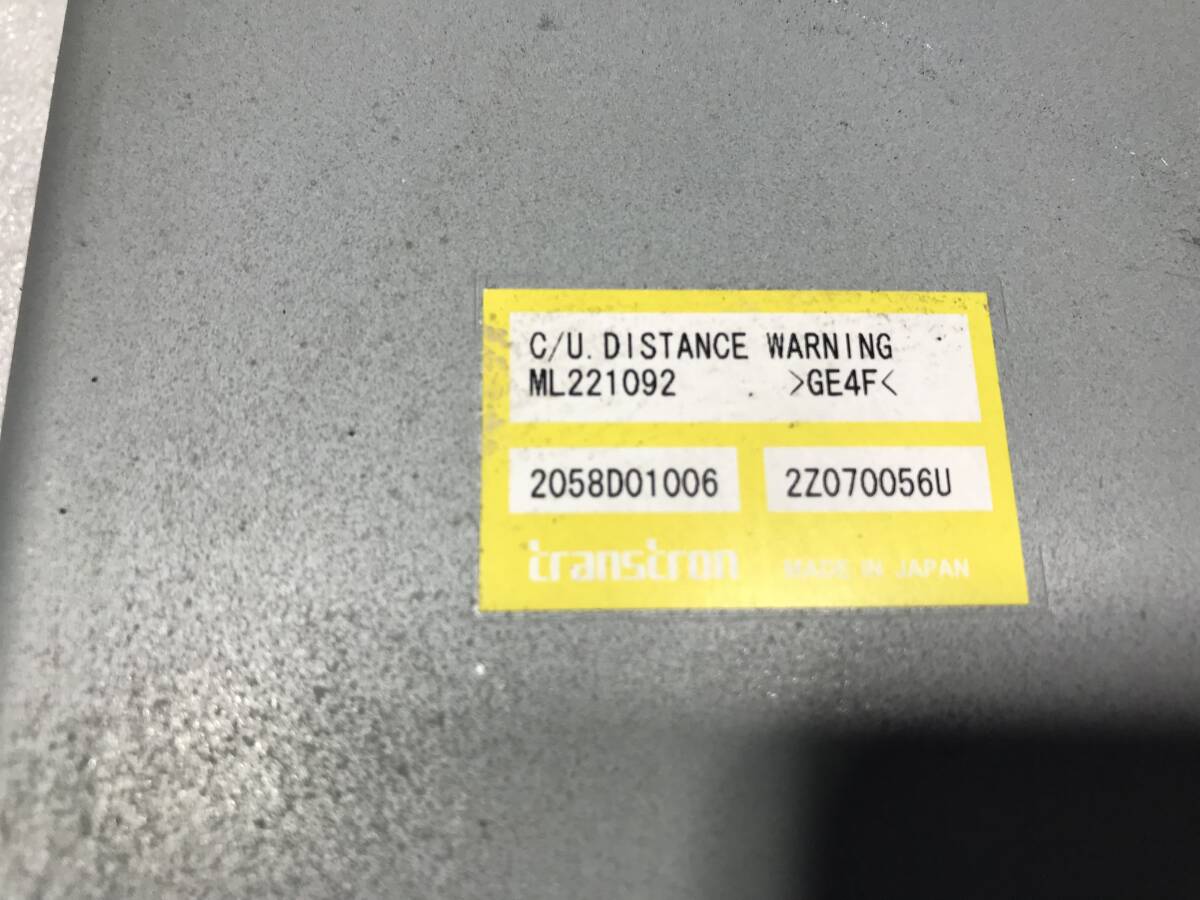 C/U. DISTANCE WARNING
ML221092 >GE4F<
2058D01006 2Z070056U
transtron MADE IN JAPAN